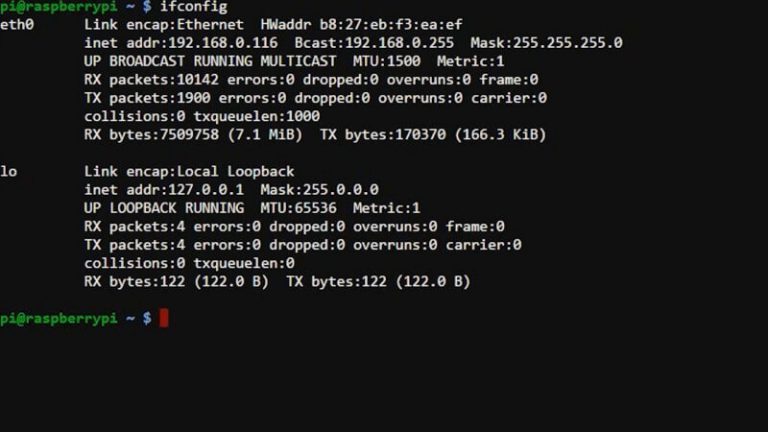 pi@raspberrypi ~ $ ifconfig
eth0      Link encap:Ethernet  HWaddr b8:27:eb:f3:ea:ef
          inet addr:192.168.0.116  Bcast:192.168.0.255  Mask:255.255.255.0
          UP BROADCAST RUNNING MULTICAST  MTU:1500  Metric:1
          RX packets:10142 errors:0 dropped:0 overruns:0 frame:0
          TX packets:1900 errors:0 dropped:0 overruns:0 carrier:0
          collisions:0 txqueuelen:1000
          RX bytes:7509758 (7.1 MiB)  TX bytes:170370 (166.3 KiB)
lo        Link encap:Local Loopback
          inet addr:127.0.0.1  Mask:255.0.0.0
          UP LOOPBACK RUNNING  MTU:65536  Metric:1
          RX packets:4 errors:0 dropped:0 overruns:0 frame:0
          TX packets:4 errors:0 dropped:0 overruns:0 carrier:0
          collisions:0 txqueuelen:0
          RX bytes:122 (122.0 B)  TX bytes:122 (122.0 B)
pi@raspberrypi ~ $